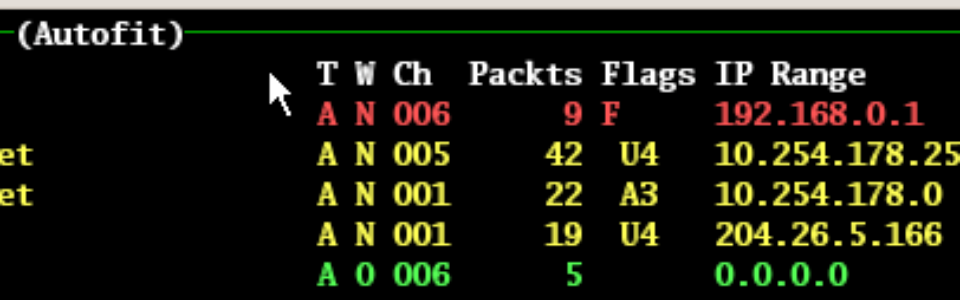 (Autofit)
T W Ch Packts Flags IP Range
A N 006 9 F 192.168.0.1
et A N 005 42 U4 10.254.178.25
et A N 001 22 A3 10.254.178.0
A N 001 19 U4 204.26.5.166
A O 006 5 0.0.0.0